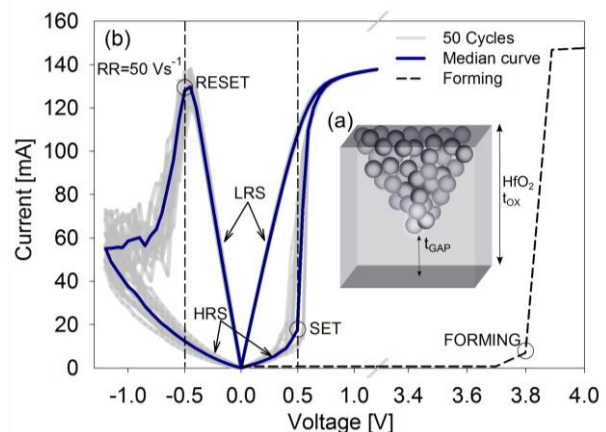 (b)
RR=50 Vs⁻¹
RESET
50 Cycles
Median curve
Forming
(a)
HfO₂
tOX
tGAP
LRS
HRS
SET
FORMING
Current [mA]
160
140
120
100
80
60
40
20
0
-1.0 -0.5 0.0 0.5 3.4 3.6 3.8 4.0
Voltage [V]